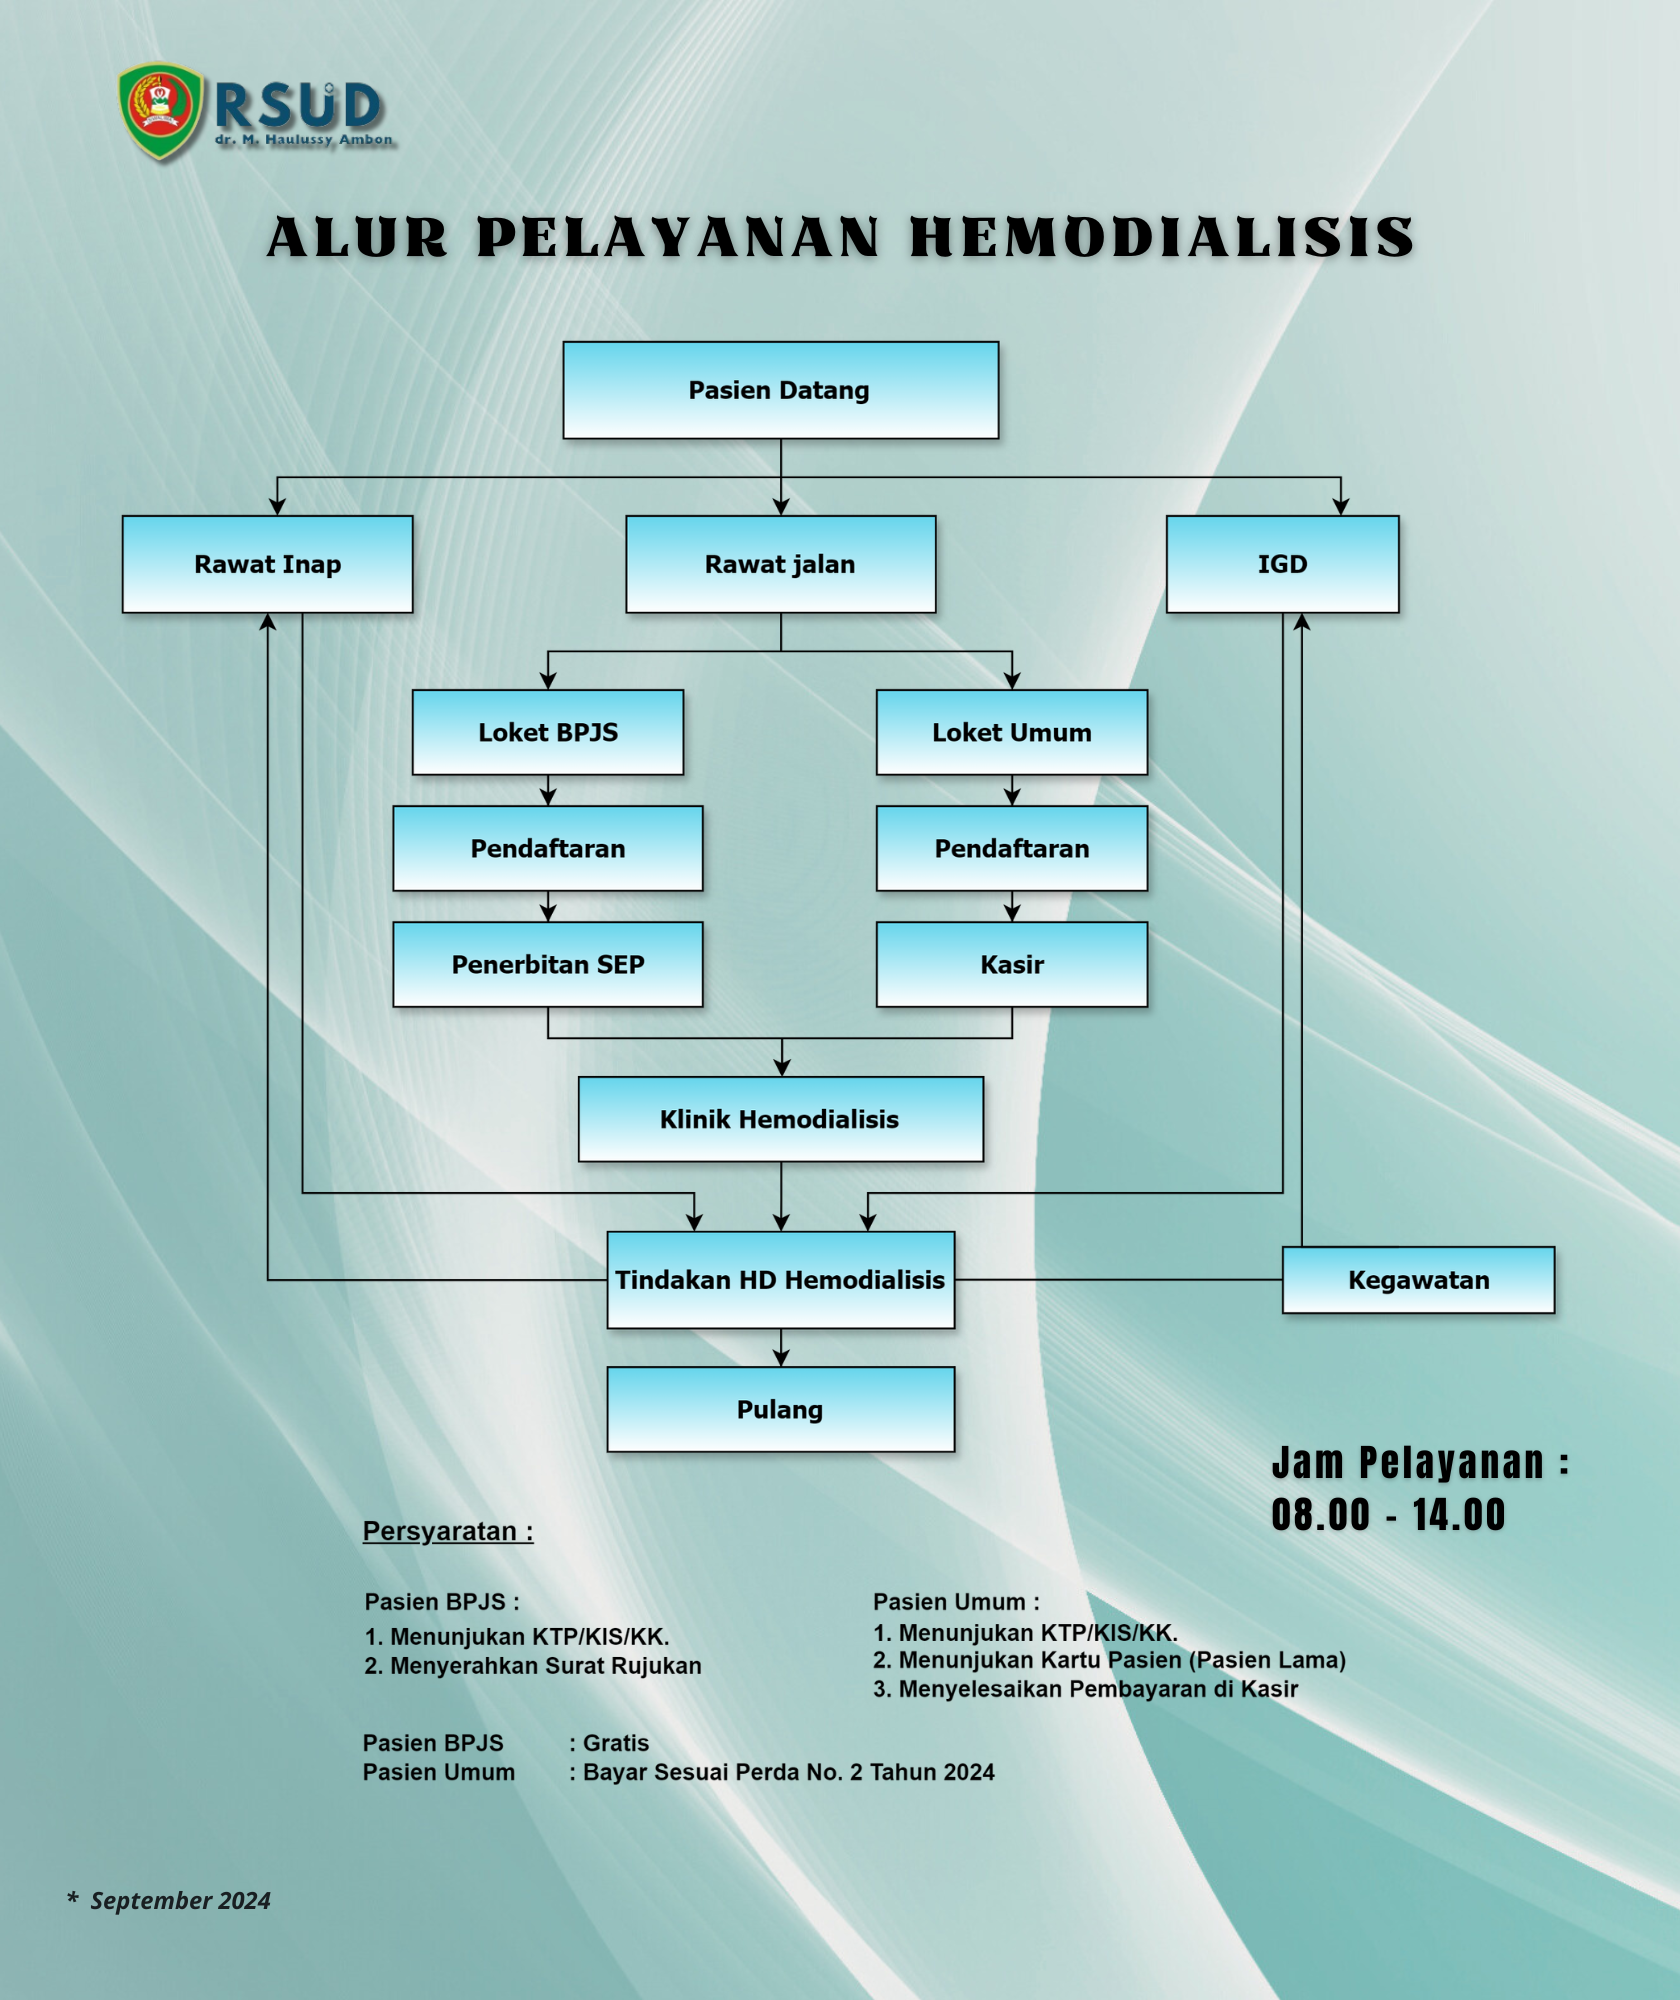 RSUD
dr. M. Haulussy Ambon
ALUR PELAYANAN HEMODIALISIS
Pasien Datang
Rawat Inap
Rawat jalan
IGD
Loket BPJS
Loket Umum
Pendaftaran
Pendaftaran
Penerbitan SEP
Kasir
Klinik Hemodialisis
Tindakan HD Hemodialisis
Kegawatan
Pulang
Jam Pelayanan :
08.00 - 14.00
Persyaratan :
Pasien BPJS :
1. Menunjukan KTP/KIS/KK.
2. Menyerahkan Surat Rujukan
Pasien Umum :
1. Menunjukan KTP/KIS/KK.
2. Menunjukan Kartu Pasien (Pasien Lama)
3. Menyelesaikan Pembayaran di Kasir
Pasien BPJS : Gratis
Pasien Umum : Bayar Sesuai Perda No. 2 Tahun 2024
* September 2024